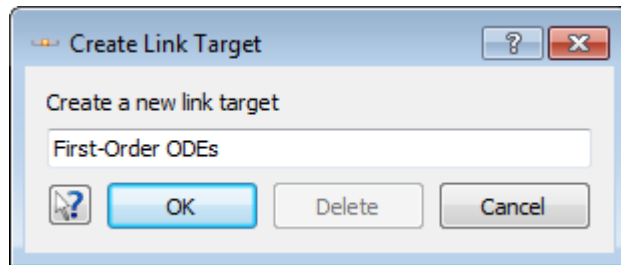 Create Link Target
Create a new link target
First-Order ODEs
OK Delete Cancel